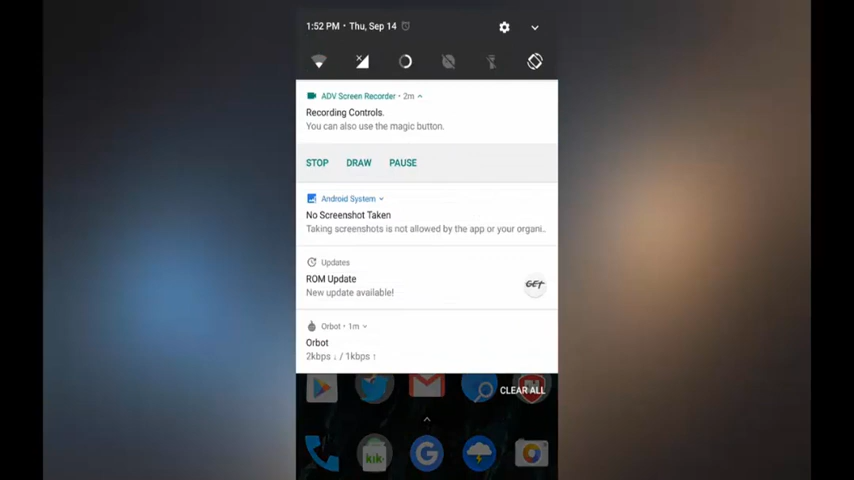 1:52 PM • Thu, Sep 14
ADV Screen Recorder • 2m
Recording Controls.
You can also use the magic button.
STOP DRAW PAUSE
Android System
No Screenshot Taken
Taking screenshots is not allowed by the app or your organi..
Updates
ROM Update
New update available!
GET
Orbot • 1m
Orbot
2kbps ↓ / 1kbps ↑
CLEAR ALL
kik
G